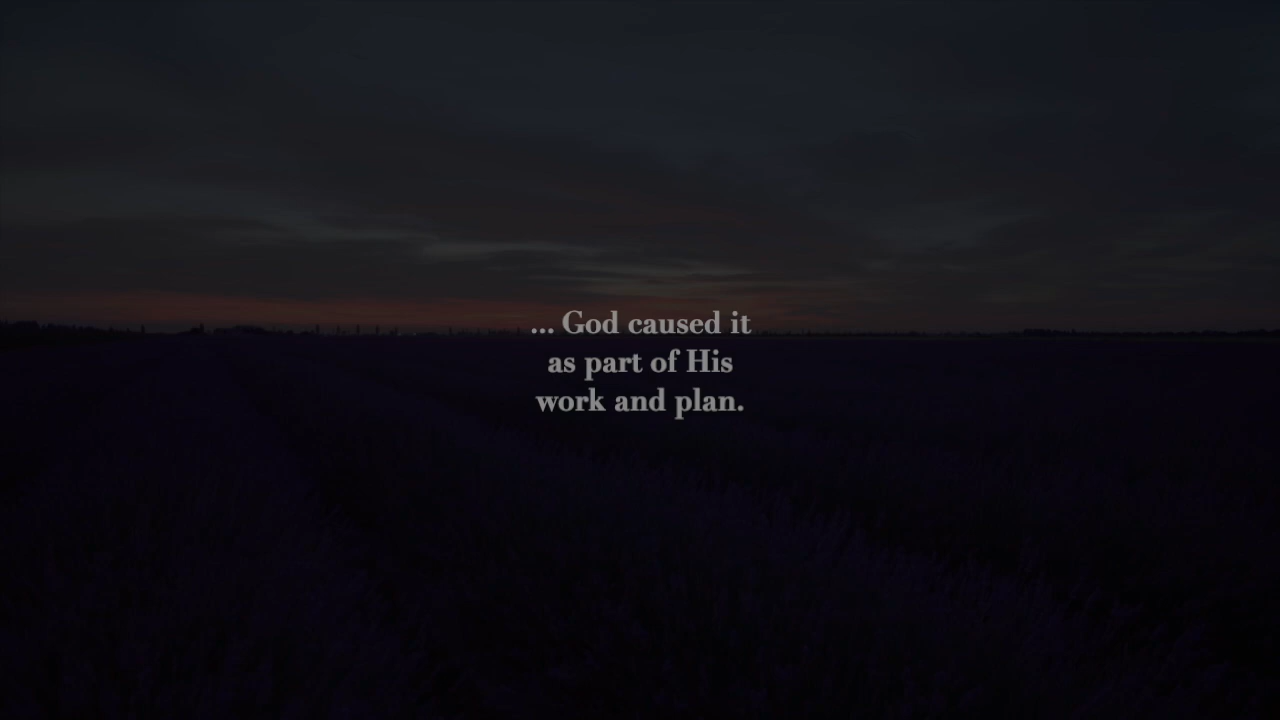 ... God caused it
as part of His
work and plan.